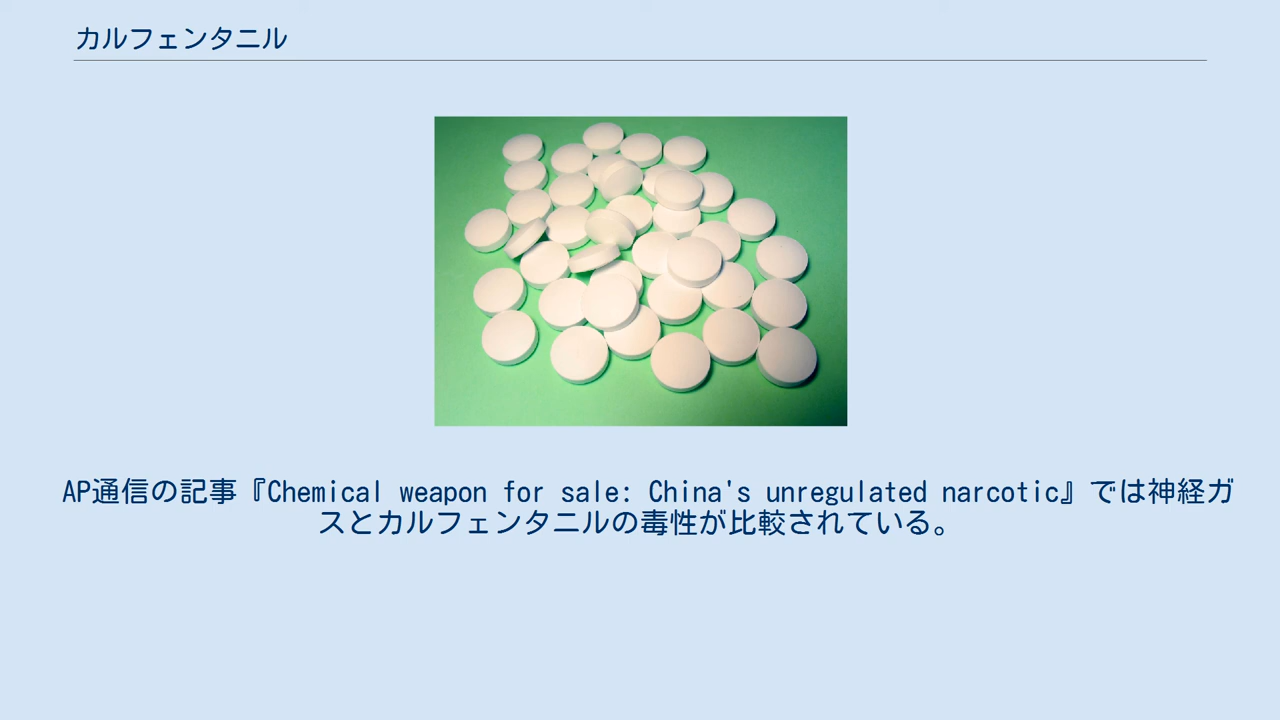 カルフェンタニル
AP通信の記事『Chemical weapon for sale: China's unregulated narcotic』では神経ガ
スとカルフェンタニルの毒性が比較されている。